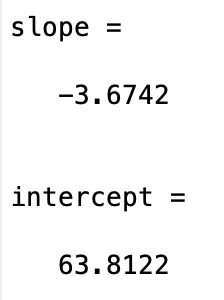 slope =
-3.6742
intercept =
63.8122